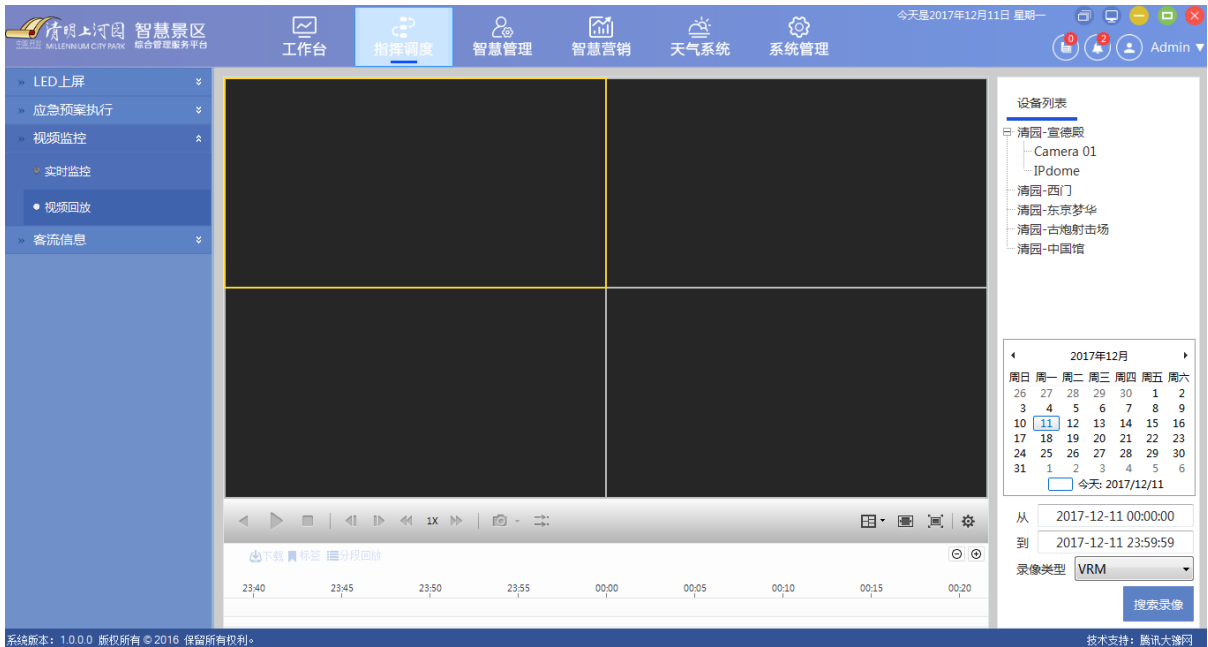 今天是2017年12月11日 星期一
清明上河园 智慧景区
MILLENNIUM CITY PARK 综合管理服务平台
工作台 指挥调度 智慧管理 智慧营销 天气系统 系统管理
0 2 Admin
LED上屏
应急预案执行
视频监控
实时监控
视频回放
客流信息
设备列表
清园-宣德殿
Camera 01
IPdome
清园-西门
清园-东京梦华
清园-古炮射击场
清园-中国馆
2017年12月
周日 周一 周二 周三 周四 周五 周六
26 27 28 29 30 1 2
3 4 5 6 7 8 9
10 11 12 13 14 15 16
17 18 19 20 21 22 23
24 25 26 27 28 29 30
31 1 2 3 4 5 6
今天: 2017/12/11
1X
下载 标签 分段回放
23:40 23:45 23:50 23:55 00:00 00:05 00:10 00:15 00:20
从 2017-12-11 00:00:00
到 2017-12-11 23:59:59
录像类型 VRM
搜索录像
系统版本：1.0.0.0 版权所有©2016 保留所有权利。
技术支持：腾讯大豫网